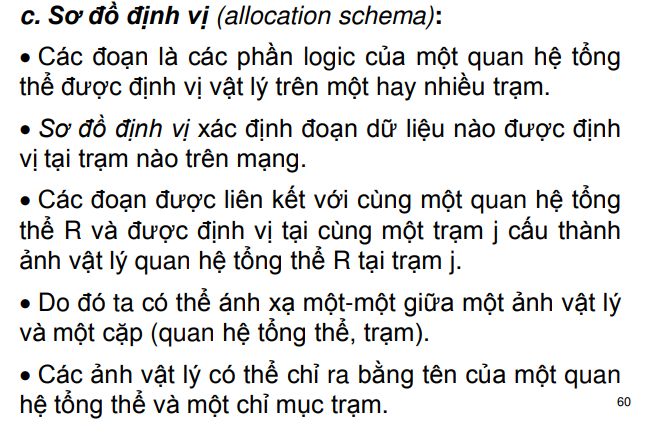 c. Sơ đồ định vị (allocation schema):
• Các đoạn là các phần logic của một quan hệ tổng
thể được định vị vật lý trên một hay nhiều trạm.
• Sơ đồ định vị xác định đoạn dữ liệu nào được định
vị tại trạm nào trên mạng.
• Các đoạn được liên kết với cùng một quan hệ tổng
thể R và được định vị tại cùng một trạm j cấu thành
ảnh vật lý quan hệ tổng thể R tại trạm j.
• Do đó ta có thể ánh xạ một-một giữa một ảnh vật lý
và một cặp (quan hệ tổng thể, trạm).
• Các ảnh vật lý có thể chỉ ra bằng tên của một quan
hệ tổng thể và một chỉ mục trạm.
60